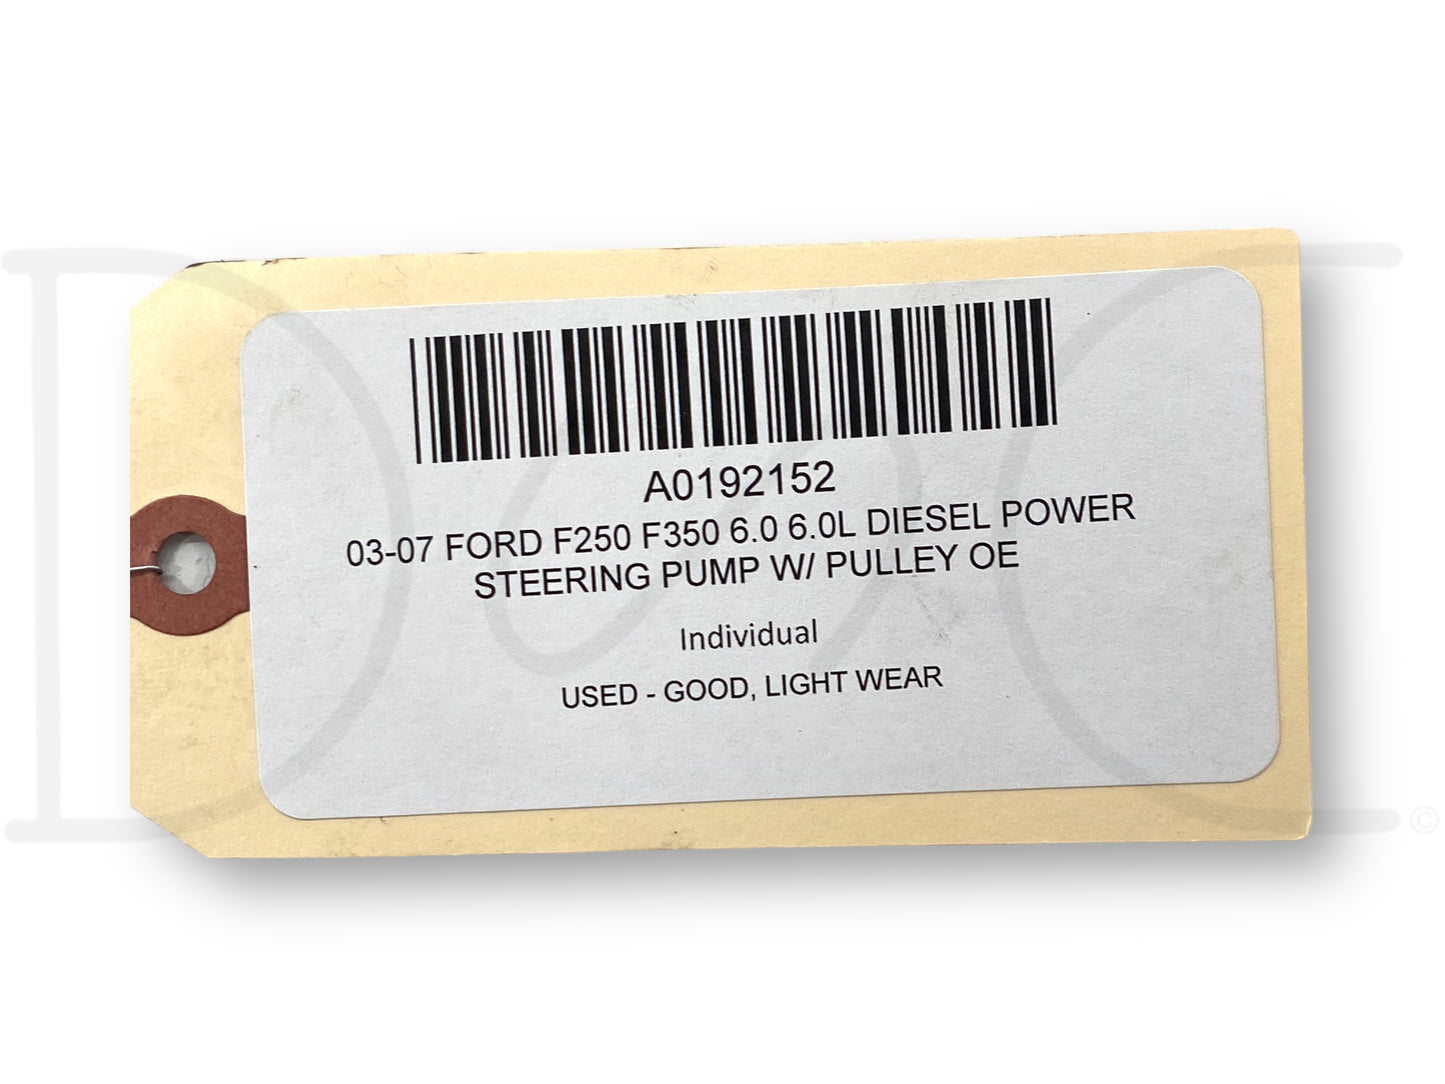 A0192152
03-07 FORD F250 F350 6.0 6.0L DIESEL POWER
STEERING PUMP W/ PULLEY OE
Individual
USED - GOOD, LIGHT WEAR
©